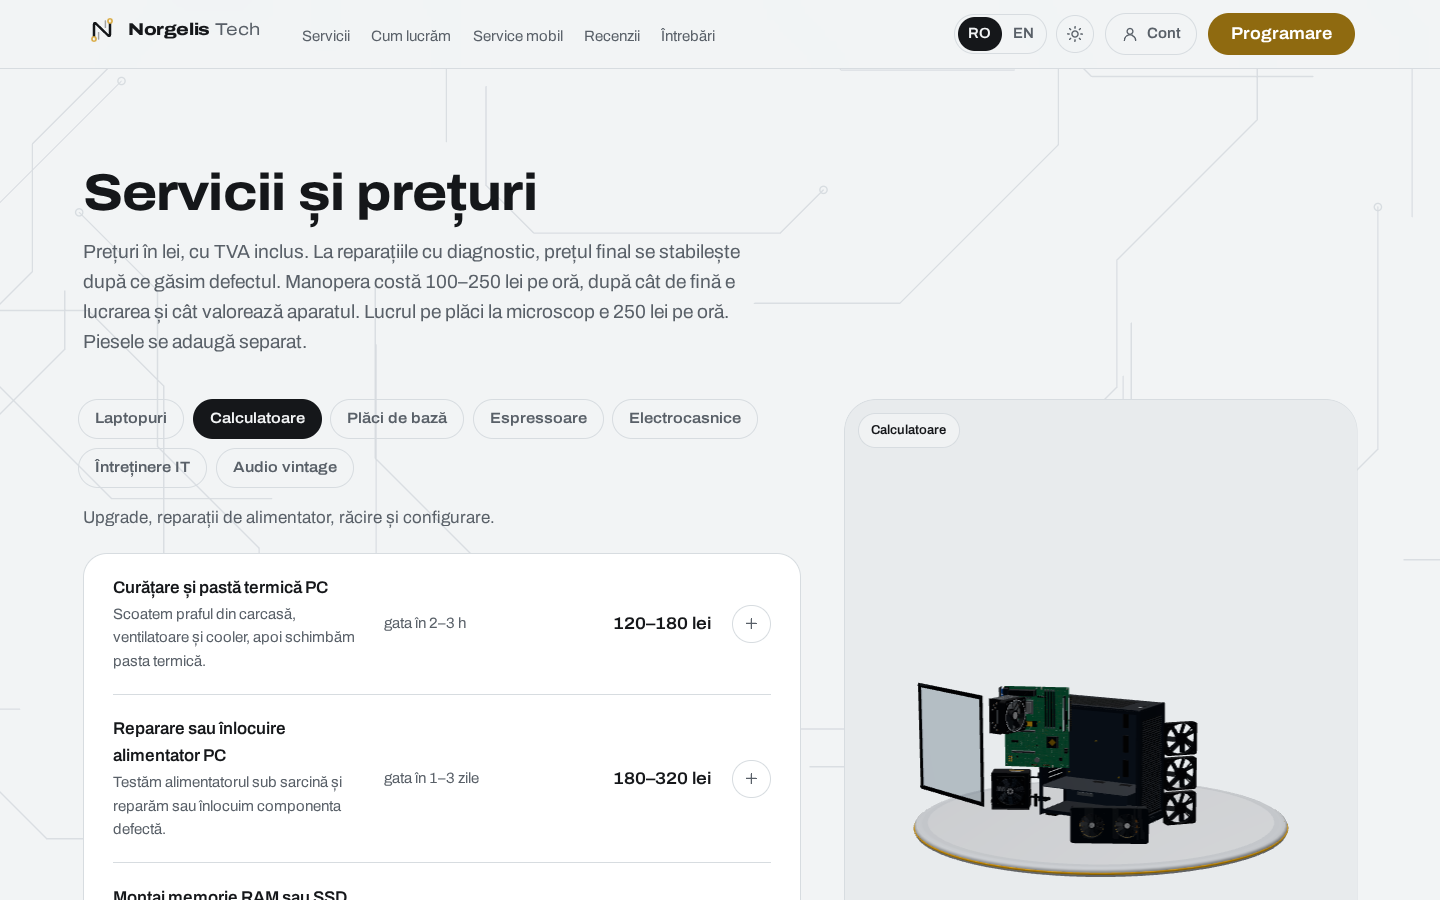 Norgelis Tech
Servicii
Cum lucrăm
Service mobil
Recenzii
Întrebări
RO
EN
Cont
Programare
Servicii și prețuri
Prețuri în lei, cu TVA inclus. La reparațiile cu diagnostic, prețul final se stabilește
după ce găsim defectul. Manopera costă 100–250 lei pe oră, după cât de fină e
lucrarea și cât valorează aparatul. Lucrul pe plăci la microscop e 250 lei pe oră.
Piesele se adaugă separat.
Laptopuri
Calculatoare
Plăci de bază
Espressoare
Electrocasnice
Întreținere IT
Audio vintage
Calculatoare
Upgrade, reparații de alimentator, răcire și configurare.
Curățare și pastă termică PC
Scoatem praful din carcasă,
ventilatoare și cooler, apoi schimbăm
pasta termică.
gata în 2–3 h
120–180 lei
Reparare sau înlocuire
alimentator PC
Testăm alimentatorul sub sarcină și
reparăm sau înlocuim componenta
defectă.
gata în 1–3 zile
180–320 lei
Montaj memorie RAM sau SSD